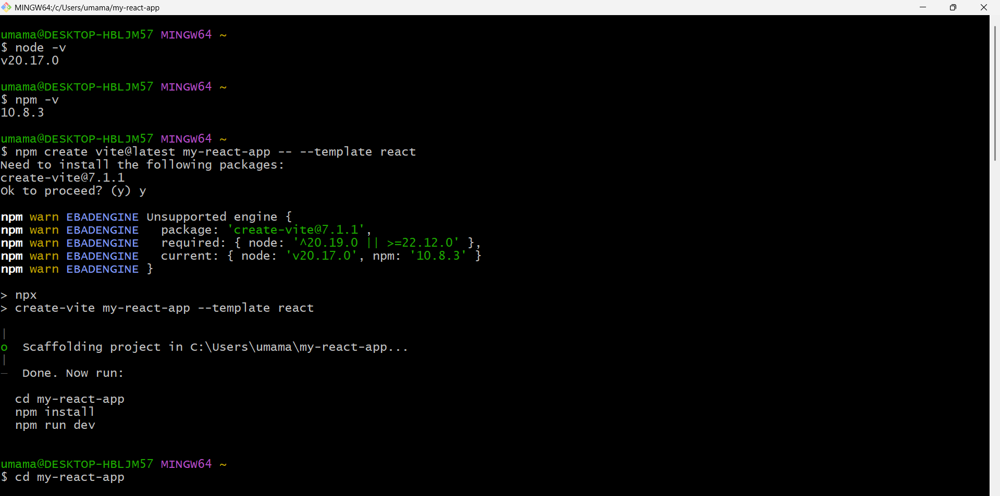 MINGW64:/c/Users/umama/my-react-app
umama@DESKTOP-HBLJM57 MINGW64 ~
$ node -v
v20.17.0
umama@DESKTOP-HBLJM57 MINGW64 ~
$ npm -v
10.8.3
umama@DESKTOP-HBLJM57 MINGW64 ~
$ npm create vite@latest my-react-app -- --template react
Need to install the following packages:
create-vite@7.1.1
Ok to proceed? (y) y
npm warn EBADENGINE Unsupported engine {
npm warn EBADENGINE   package: 'create-vite@7.1.1',
npm warn EBADENGINE   required: { node: '^20.19.0 || >=22.12.0' },
npm warn EBADENGINE   current: { node: 'v20.17.0', npm: '10.8.3' }
npm warn EBADENGINE }
> npx
> create-vite my-react-app --template react
|
o  Scaffolding project in C:\Users\umama\my-react-app...
|
—  Done. Now run:
  cd my-react-app
  npm install
  npm run dev
umama@DESKTOP-HBLJM57 MINGW64 ~
$ cd my-react-app